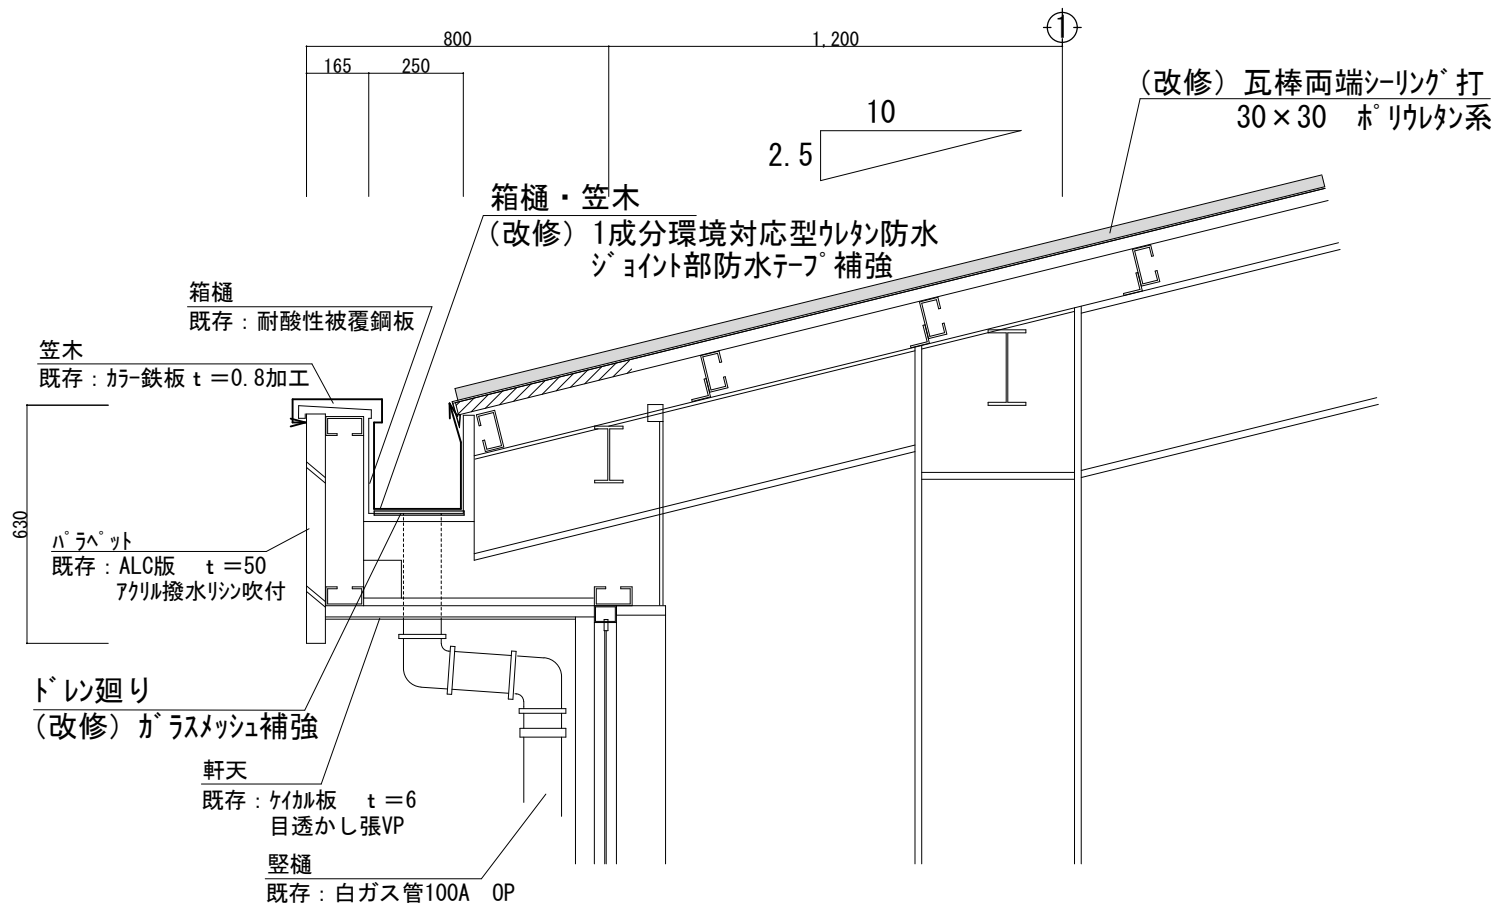 ①
800
1,200
165
250
(改修) 瓦棒両端シーリング打
30×30 ポリウレタン系
10
2.5
箱樋・笠木
(改修) 1成分環境対応型ウレタン防水
ジョイント部防水テープ補強
箱樋
既存：耐酸性被覆鋼板
笠木
既存：カラー鉄板 t=0.8加工
630
パラペット
既存：ALC版 t=50
アクリル撥水リシン吹付
ドレン廻り
(改修) ガラスメッシュ補強
軒天
既存：ケイカル板 t=6
目透かし張VP
竪樋
既存：白ガス管100A OP